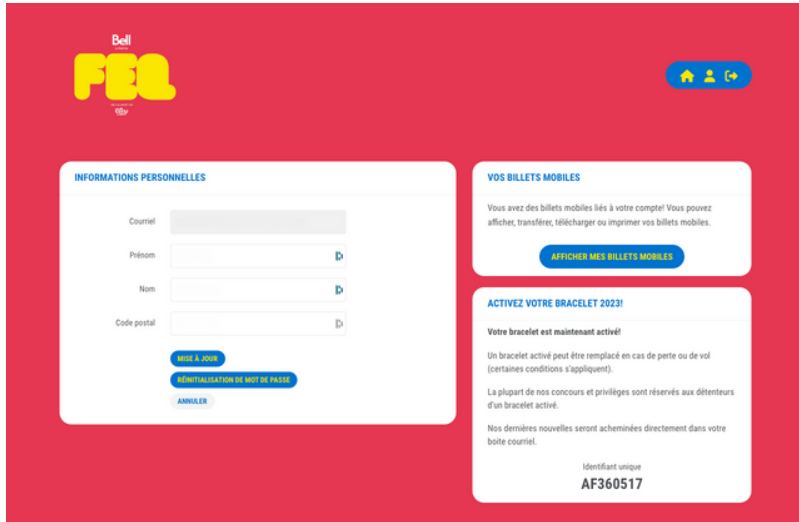 Bell
FEQ
INFORMATIONS PERSONNELLES
Courriel
Prénom
Nom
Code postal
MISE À JOUR
RÉINITIALISATION DE MOT DE PASSE
ANNULER
VOS BILLETS MOBILES
Vous avez des billets mobiles liés à votre compte! Vous pouvez
afficher, transférer, télécharger ou imprimer vos billets mobiles.
AFFICHER MES BILLETS MOBILES
ACTIVEZ VOTRE BRACELET 2023!
Votre bracelet est maintenant activé!
Un bracelet activé peut être remplacé en cas de perte ou de vol
(certaines conditions s'appliquent).
La plupart de nos concours et privilèges sont réservés aux détenteurs
d'un bracelet activé.
Nos dernières nouvelles seront acheminées directement dans votre
boite courriel.
Identifiant unique
AF360517